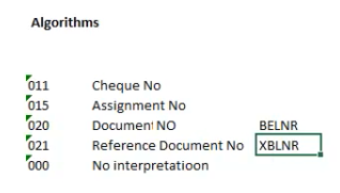 Algorithms
011 Cheque No
015 Assignment No
020 Document NO BELNR
021 Reference Document No XBLNR
000 No interpretatioon